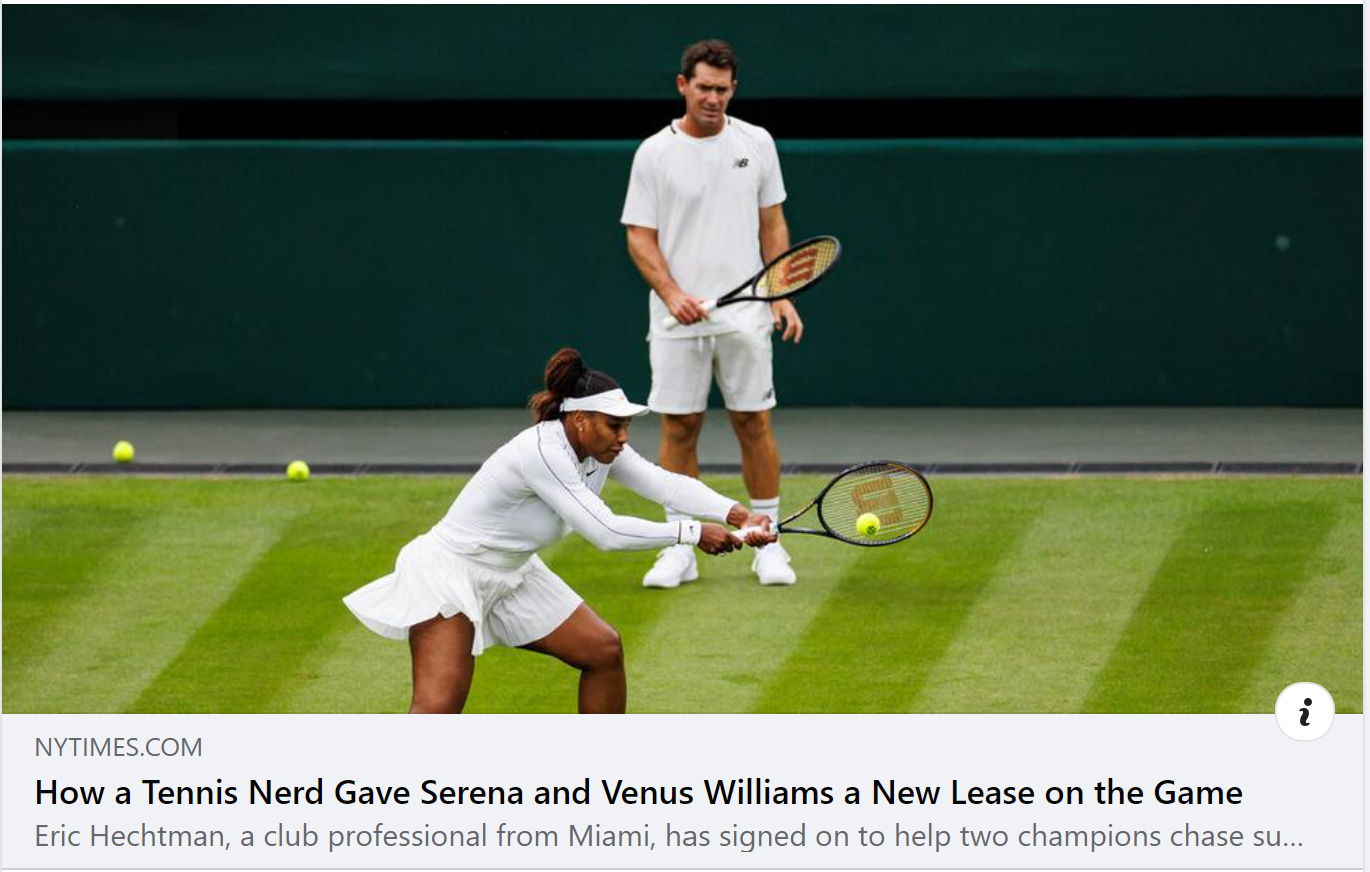 NYTIMES.COM
How a Tennis Nerd Gave Serena and Venus Williams a New Lease on the Game
Eric Hechtman, a club professional from Miami, has signed on to help two champions chase su...